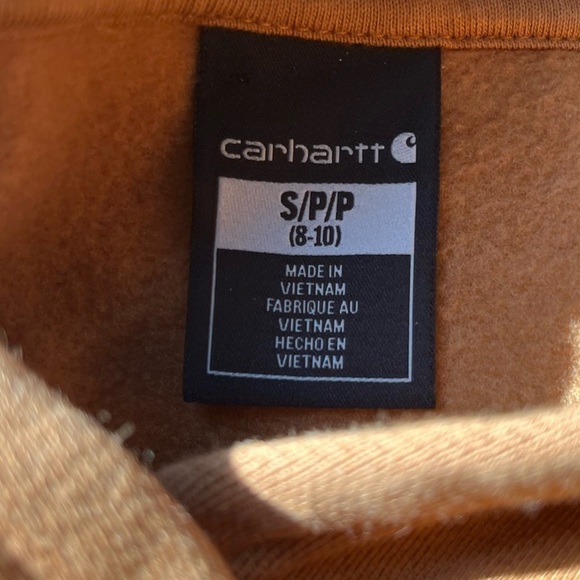 carhartt
S/P/P
(8-10)
MADE IN
VIETNAM
FABRIQUE AU
VIETNAM
HECHO EN
VIETNAM